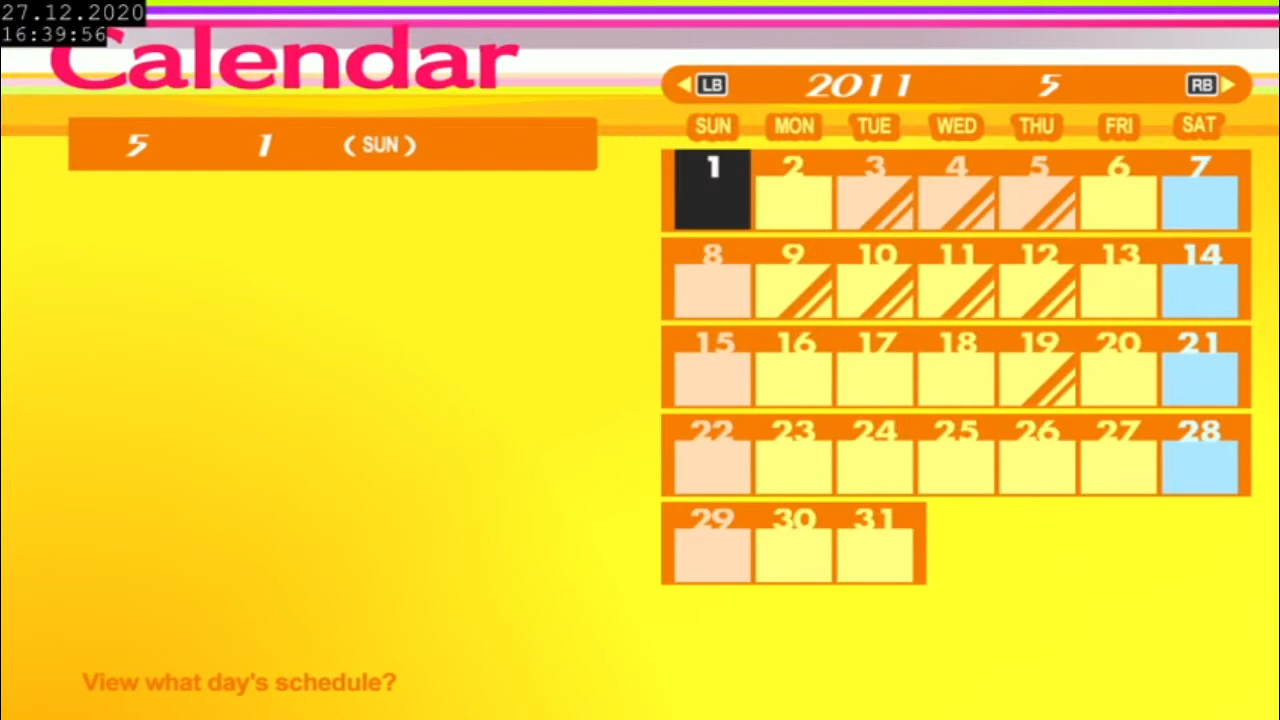 27.12.2020
16:39:56
Calendar
LB 2011 5 RB
5 1 ( SUN )
SUN MON TUE WED THU FRI SAT
1 2 3 4 5 6 7
8 9 10 11 12 13 14
15 16 17 18 19 20 21
22 23 24 25 26 27 28
29 30 31
View what day's schedule?